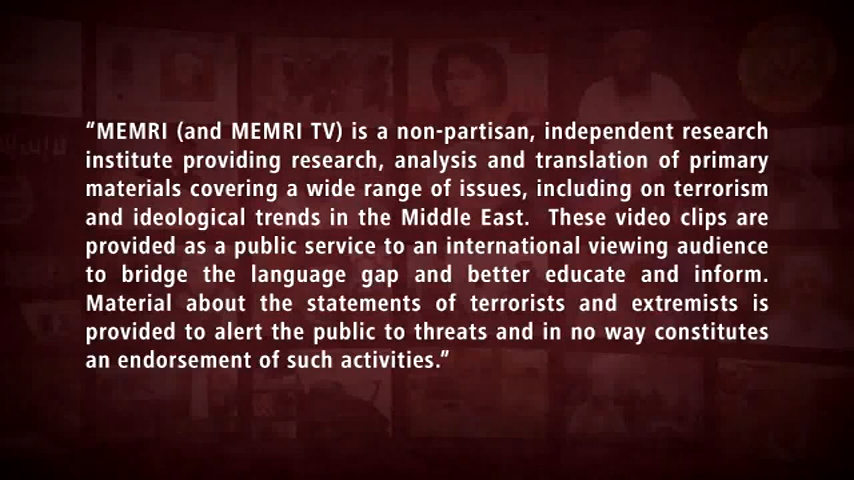 “MEMRI (and MEMRI TV) is a non-partisan, independent research
institute providing research, analysis and translation of primary
materials covering a wide range of issues, including on terrorism
and ideological trends in the Middle East.  These video clips are
provided as a public service to an international viewing audience
to bridge the language gap and better educate and inform.
Material about the statements of terrorists and extremists is
provided to alert the public to threats and in no way constitutes
an endorsement of such activities.”